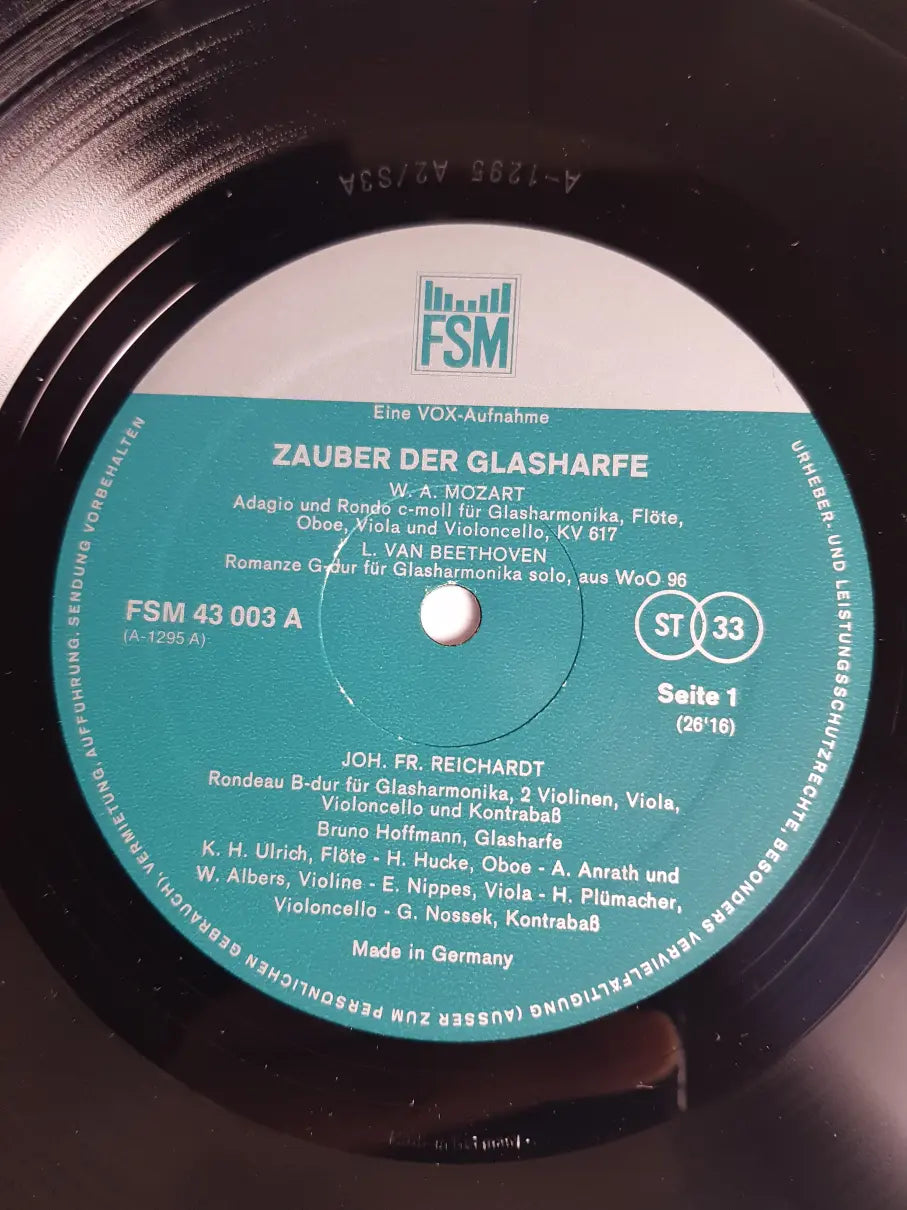 A-1295 A2/S3A
FSM
Eine VOX-Aufnahme
ZAUBER DER GLASHARFE
W. A. MOZART
Adagio und Rondo c-moll für Glasharmonika, Flöte,
Oboe, Viola und Violoncello, KV 617
L. VAN BEETHOVEN
Romanze G-dur für Glasharmonika solo, aus WoO 96
FSM 43 003 A
(A-1295 A)
ST 33
Seite 1
(26'16)
JOH. FR. REICHARDT
Rondeau B-dur für Glasharmonika, 2 Violinen, Viola,
Violoncello und Kontrabaß
Bruno Hoffmann, Glasharfe
K. H. Ulrich, Flöte - H. Hucke, Oboe - A. Anrath und
W. Albers, Violine - E. Nippes, Viola - H. Plümacher,
Violoncello - G. Nossek, Kontrabaß
Made in Germany
URHEBER- UND LEISTUNGSSCHUTZRECHTE, BESONDERS VERVIELFÄLTIGUNG (AUSSER ZUM PERSÖNLICHEN GEBRAUCH), VERMIETUNG, AUFFÜHRUNG, SENDUNG VORBEHALTEN